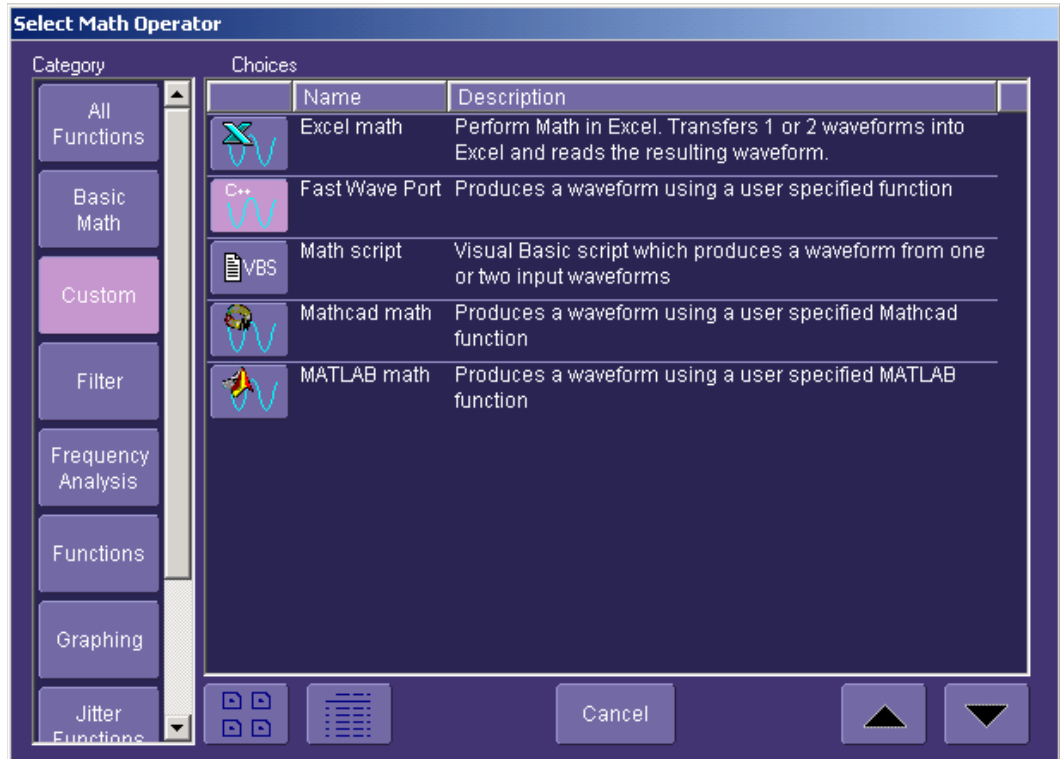 Select Math Operator
Category
Choices
All
Functions
Basic
Math
Custom
Filter
Frequency
Analysis
Functions
Graphing
Jitter
Functions
Name Description
Excel math Perform Math in Excel. Transfers 1 or 2 waveforms into
Excel and reads the resulting waveform.
C++ Fast Wave Port Produces a waveform using a user specified function
VBS Math script Visual Basic script which produces a waveform from one
or two input waveforms
Mathcad math Produces a waveform using a user specified Mathcad
function
MATLAB math Produces a waveform using a user specified MATLAB
function
Cancel